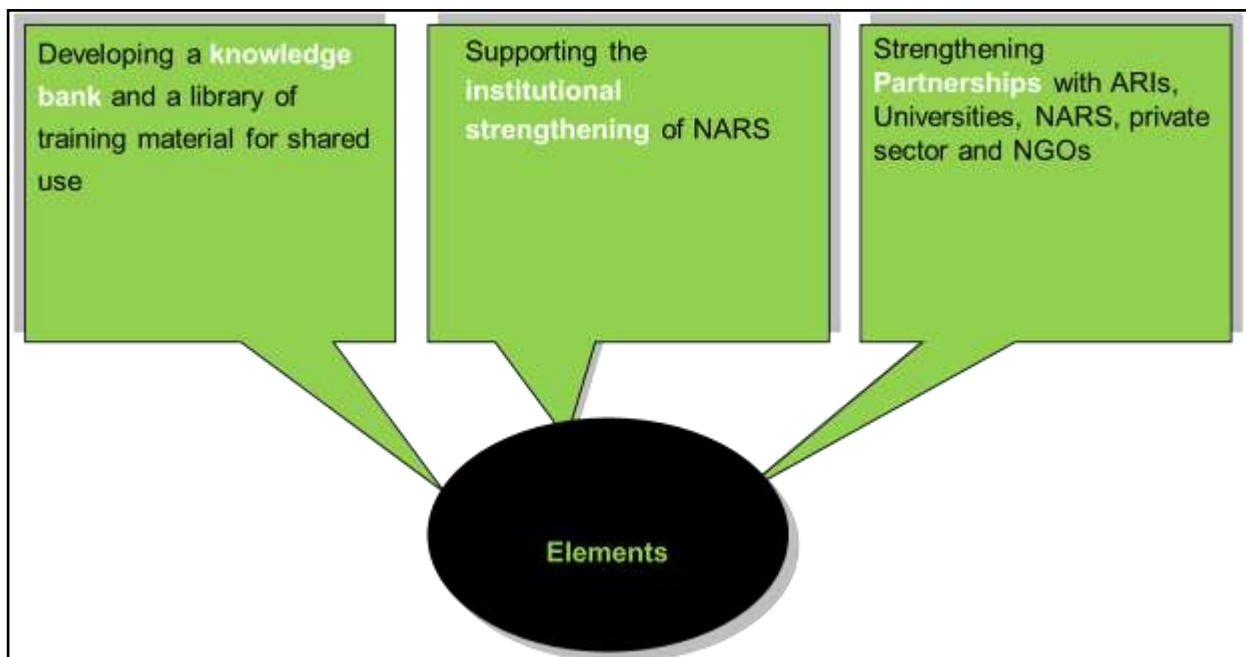 Developing a knowledge
bank and a library of
training material for shared
use
Supporting the
institutional
strengthening of NARS
Strengthening
Partnerships with ARIs,
Universities, NARS, private
sector and NGOs
Elements